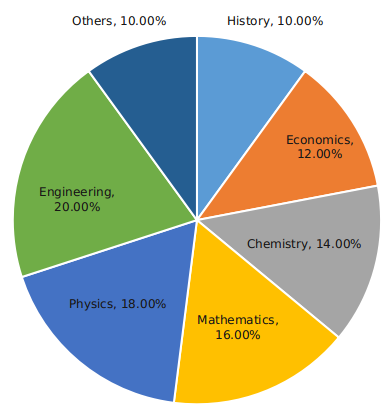 Others, 10.00%
History, 10.00%
Economics,
12.00%
Engineering,
20.00%
Chemistry, 14.00%
Physics, 18.00%
Mathematics,
16.00%